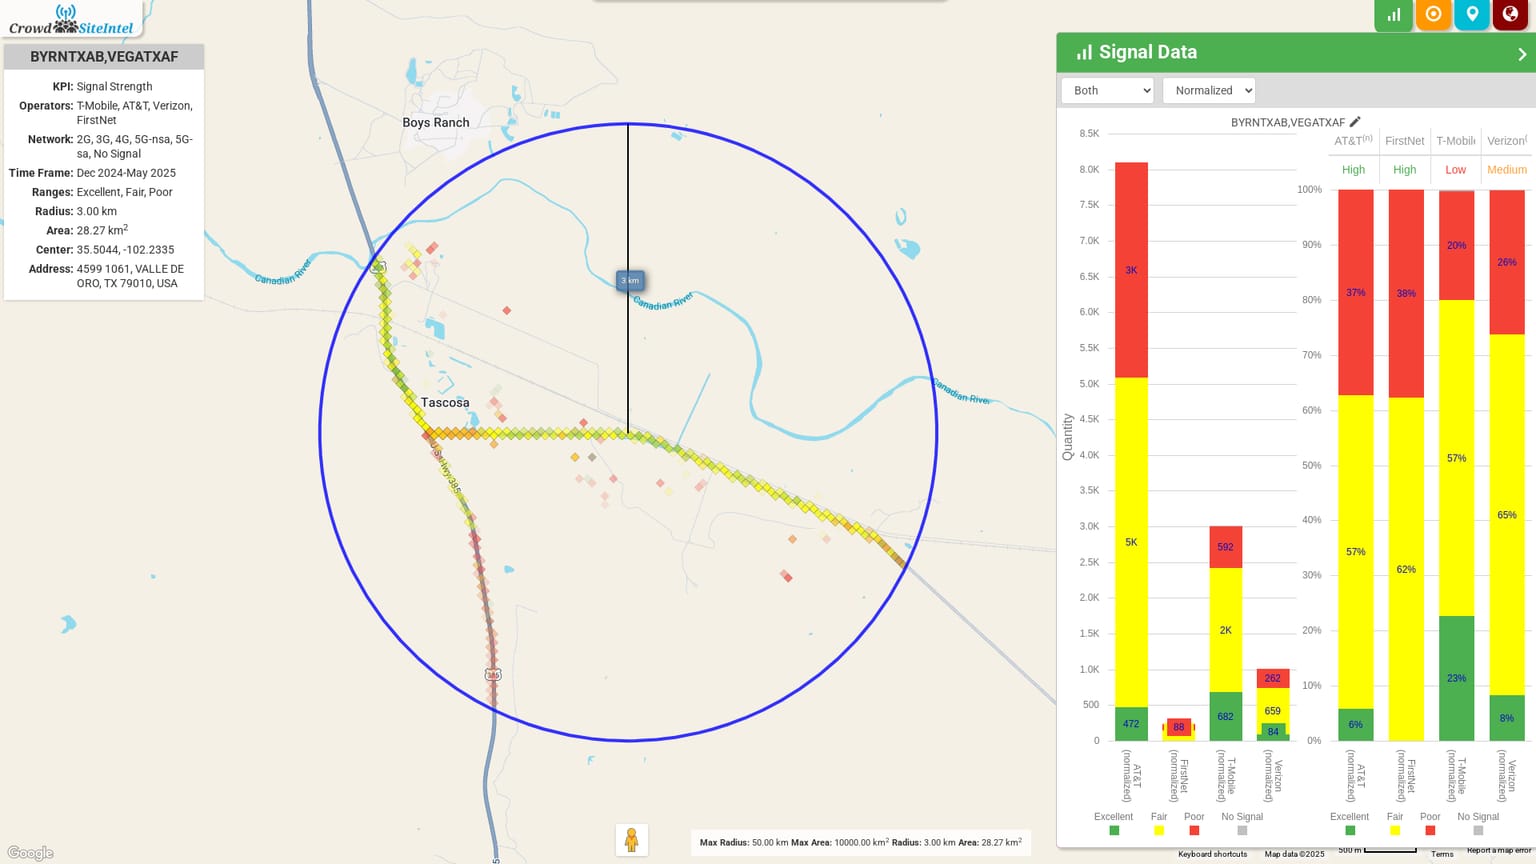 Crowd SiteIntel
BYRNTXAB,VEGATXAF
KPI: Signal Strength
Operators: T-Mobile, AT&T, Verizon,
FirstNet
Network: 2G, 3G, 4G, 5G-nsa, 5G-
sa, No Signal
Time Frame: Dec 2024-May 2025
Ranges: Excellent, Fair, Poor
Radius: 3.00 km
Area: 28.27 km2
Center: 35.5044, -102.2335
Address: 4599 1061, VALLE DE
ORO, TX 79010, USA
Boys Ranch
Canadian River
3 km
Canadian River
Canadian River
Tascosa
US Hwy 385
385
Google
Max Radius: 50.00 km Max Area: 10000.00 km2 Radius: 3.00 km Area: 28.27 km2
Signal Data
Both
Normalized
BYRNTXAB,VEGATXAF
AT&T(n) FirstNet T-Mobile Verizon(
High High Low Medium
Quantity
8.5K
8.0K
7.5K
7.0K
6.5K
6.0K
5.5K
5.0K
4.5K
4.0K
3.5K
3.0K
2.5K
2.0K
1.5K
1.0K
500
0
3K
5K
472
88
592
2K
682
262
659
84
AT&T
(normalized)
FirstNet
(normalized)
T-Mobile
(normalized)
Verizon
(normalized)
Excellent Fair Poor No Signal
100%
90%
80%
70%
60%
50%
40%
30%
20%
10%
0%
37%
57%
6%
38%
62%
20%
57%
23%
26%
65%
8%
AT&T
(normalized)
FirstNet
(normalized)
T-Mobile
(normalized)
Verizon
(normalized)
Excellent Fair Poor No Signal
Keyboard shortcuts Map data ©2025 500 m Terms Report a map error